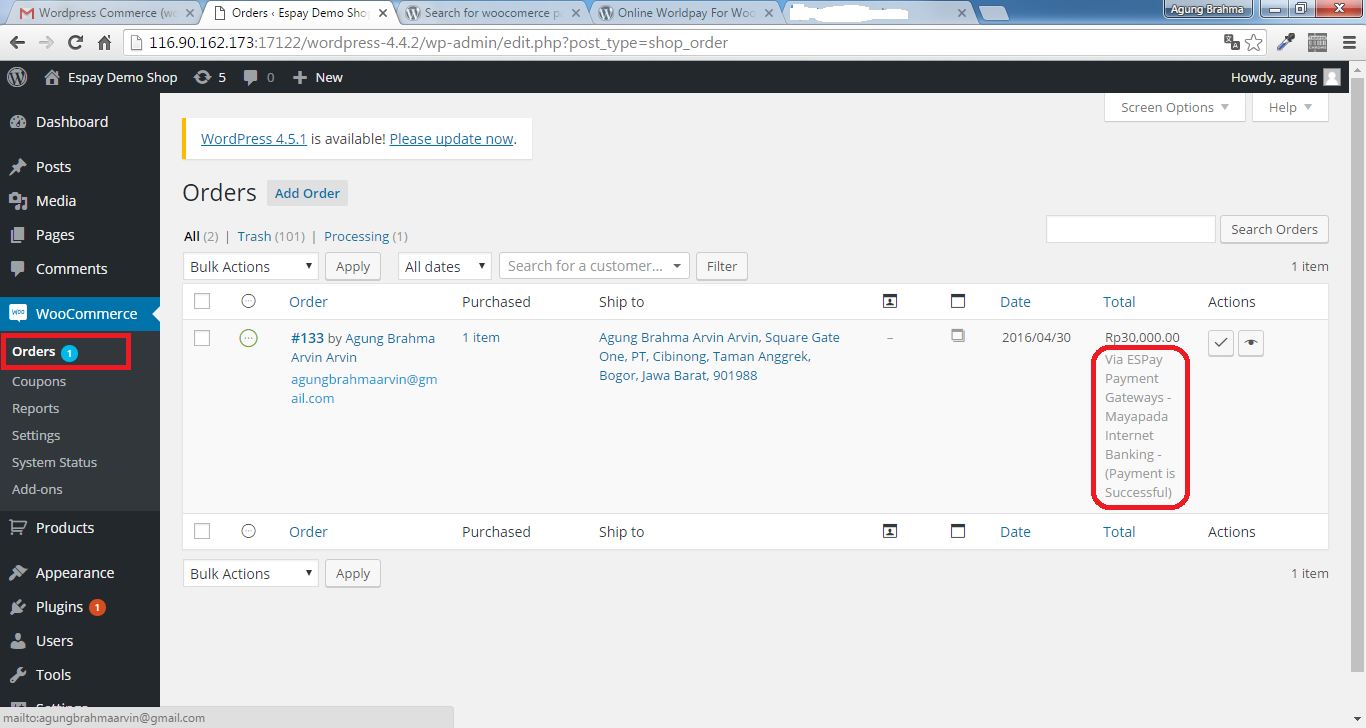 Wordpress Commerce (wo
Orders ‹ Espay Demo Shop
Search for woocomerce p
Online Worldpay For Woo
Agung Brahma
116.90.162.173:17122/wordpress-4.4.2/wp-admin/edit.php?post_type=shop_order
Espay Demo Shop 5 0 New
Howdy, agung
Dashboard
Posts
Media
Pages
Comments
WooCommerce
Orders 1
Coupons
Reports
Settings
System Status
Add-ons
Products
Appearance
Plugins 1
Users
Tools
Settings
mailto:agungbrahmaarvin@gmail.com
Screen Options Help
WordPress 4.5.1 is available! Please update now.
Orders Add Order
All (2) | Trash (101) | Processing (1)
Search Orders
Bulk Actions Apply All dates Search for a customer... Filter
1 item
Order Purchased Ship to Date Total Actions
#133 by Agung Brahma
Arvin Arvin
agungbrahmaarvin@gm
ail.com
1 item
Agung Brahma Arvin Arvin, Square Gate
One, PT, Cibinong, Taman Anggrek,
Bogor, Jawa Barat, 901988
–
2016/04/30
Rp30,000.00
Via ESPay
Payment
Gateways -
Mayapada
Internet
Banking -
(Payment is
Successful)
Order Purchased Ship to Date Total Actions
Bulk Actions Apply
1 item